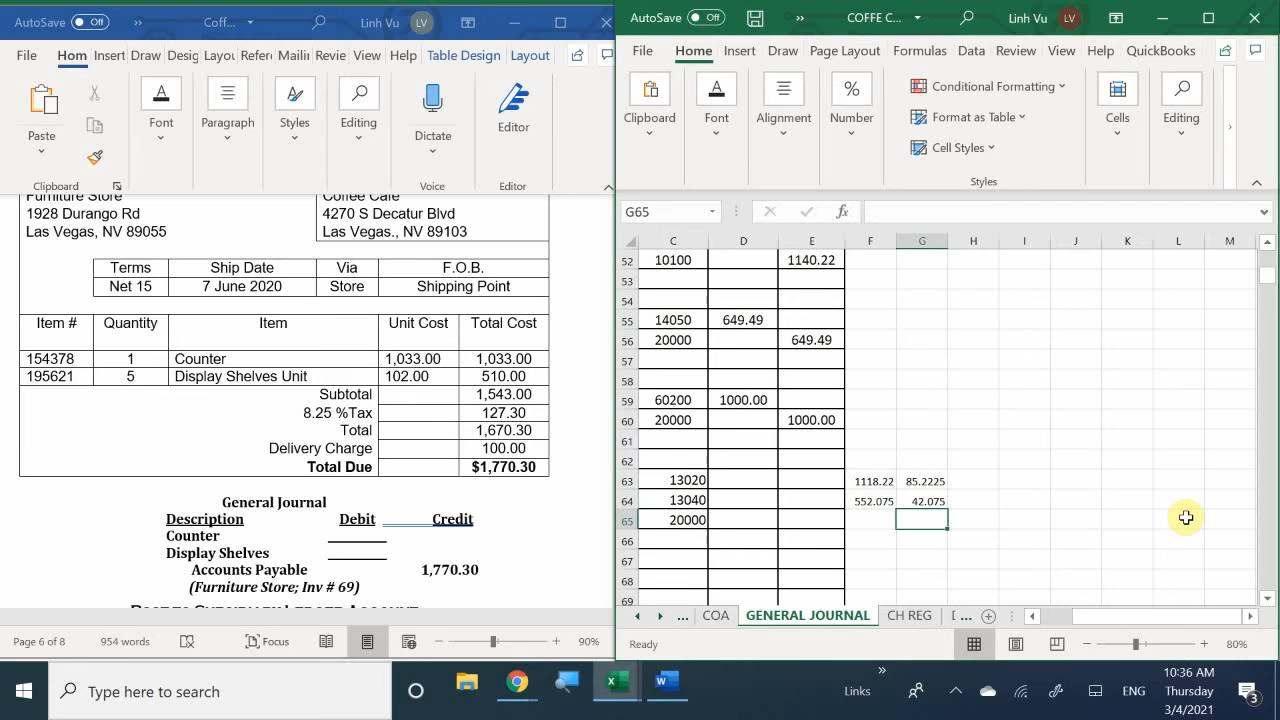 AutoSave Off Coff... Linh Vu LV
File Hom Insert Draw Desig Layou Refere Mailin Revie View Help Table Design Layout
Paste Font Paragraph Styles Editing Dictate Editor
Clipboard Voice Editor
Furniture Store Coffee Cafe
1928 Durango Rd 4270 S Decatur Blvd
Las Vegas, NV 89055 Las Vegas., NV 89103
Terms Ship Date Via F.O.B.
Net 15 7 June 2020 Store Shipping Point
Item # Quantity Item Unit Cost Total Cost
154378 1 Counter 1,033.00 1,033.00
195621 5 Display Shelves Unit 102.00 510.00
Subtotal 1,543.00
8.25 %Tax 127.30
Total 1,670.30
Delivery Charge 100.00
Total Due $1,770.30
General Journal
Description Debit Credit
Counter
Display Shelves
Accounts Payable 1,770.30
(Furniture Store; Inv # 69)
Page 6 of 8 954 words Focus 90%
AutoSave Off COFFE C... Linh Vu LV
File Home Insert Draw Page Layout Formulas Data Review View Help QuickBooks
Clipboard Font Alignment Number % Conditional Formatting Format as Table Cell Styles Cells Editing
Styles
G65 fx
C D E F G H I J K L M
52 10100 1140.22
53
54
55 14050 649.49
56 20000 649.49
57
58
59 60200 1000.00
60 20000 1000.00
61
62
63 13020 1118.22 85.2225
64 13040 552.075 42.075
65 20000
66
67
68
69
... COA GENERAL JOURNAL CH REG ...
Ready 80%
Type here to search Links ENG 10:36 AM
Thursday
3/4/2021
3